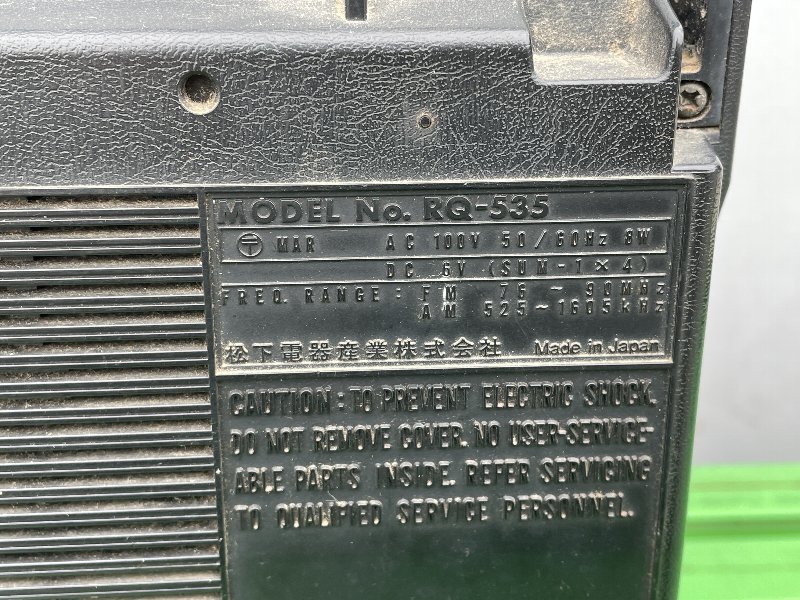 MODEL No. RQ-535
〒 MAR AC 100V 50/60Hz 8W
DC 6V (SUM-1×4)
FREQ. RANGE: FM 76~90MHz
AM 525~1605kHz
松下電器産業株式会社 Made in Japan
CAUTION: TO PREVENT ELECTRIC SHOCK.
DO NOT REMOVE COVER. NO USER-SERVICE-
ABLE PARTS INSIDE. REFER SERVICING
TO QUALIFIED SERVICE PERSONNEL.